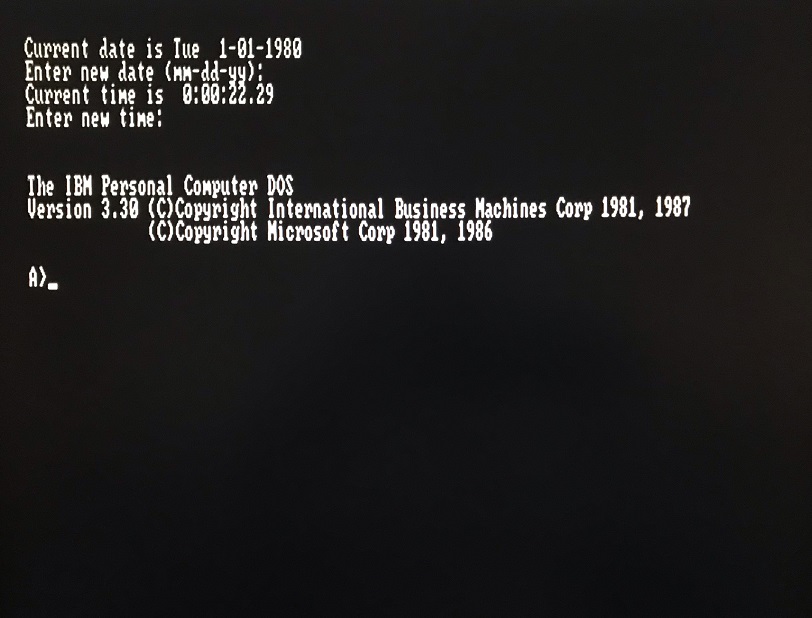 Current date is Tue  1-01-1980
Enter new date (mm-dd-yy):
Current time is  0:00:22.29
Enter new time:
The IBM Personal Computer DOS
Version 3.30 (C)Copyright International Business Machines Corp 1981, 1987
(C)Copyright Microsoft Corp 1981, 1986
A>_